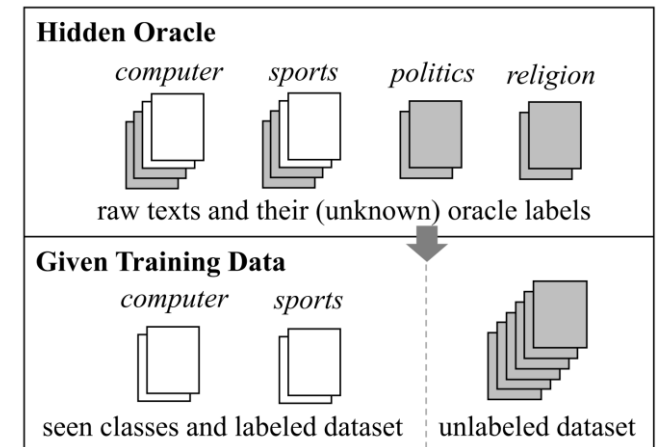 Hidden Oracle
computer sports politics religion
raw texts and their (unknown) oracle labels
Given Training Data
computer sports
seen classes and labeled dataset unlabeled dataset